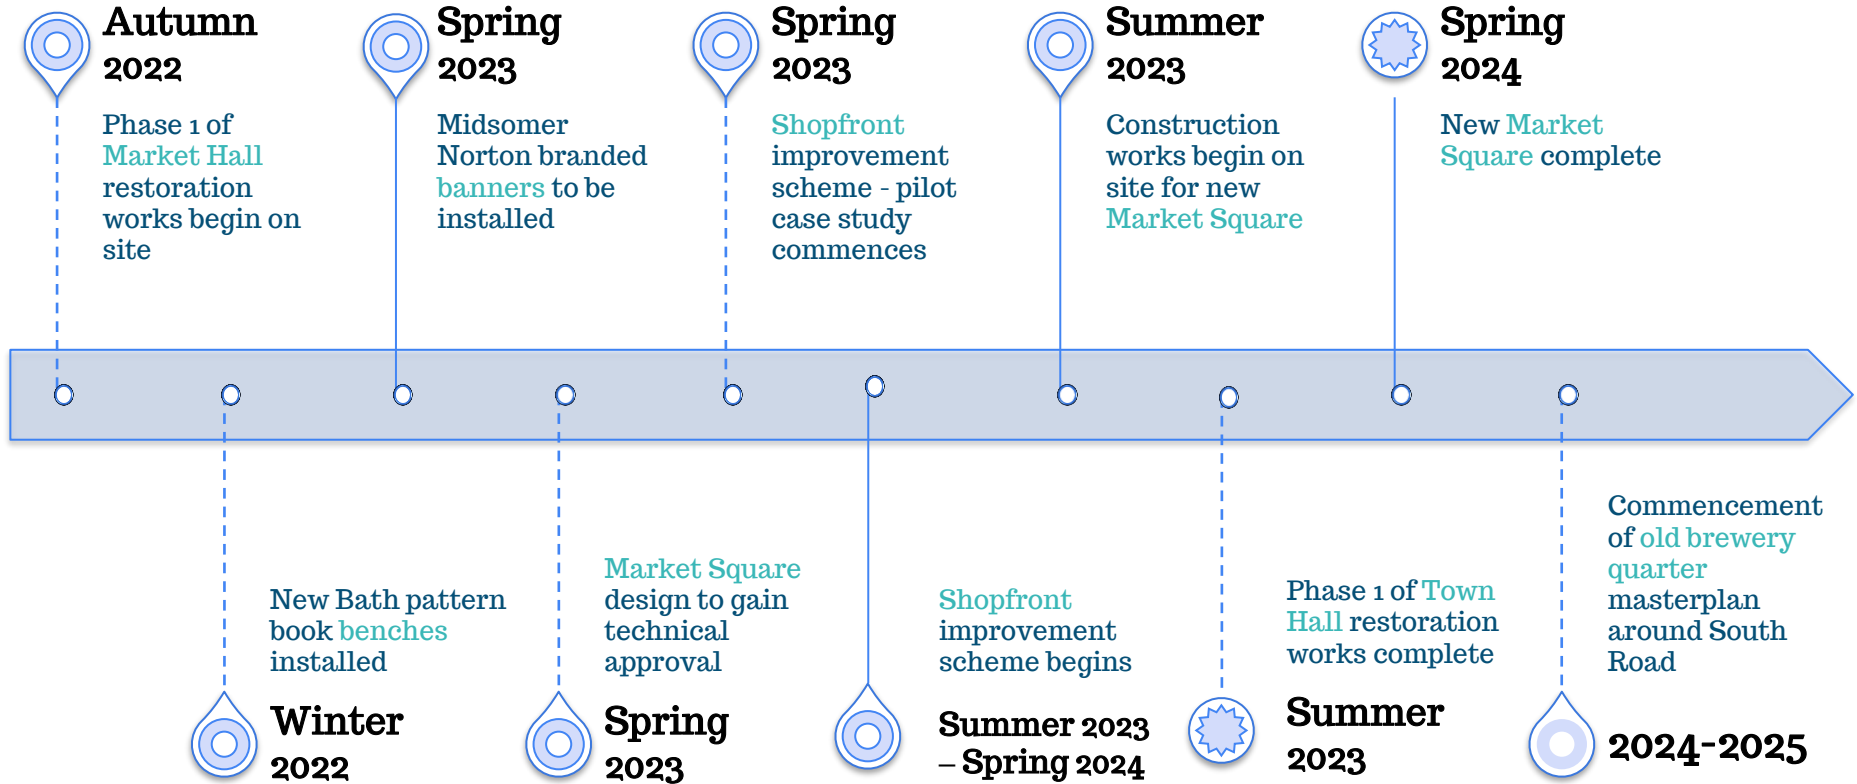 Autumn
2022
Phase 1 of
Market Hall
restoration
works begin on
site
Spring
2023
Midsomer
Norton branded
banners to be
installed
Spring
2023
Shopfront
improvement
scheme - pilot
case study
commences
Summer
2023
Construction
works begin on
site for new
Market Square
Spring
2024
New Market
Square complete
New Bath pattern
book benches
installed
Winter
2022
Market Square
design to gain
technical
approval
Spring
2023
Shopfront
improvement
scheme begins
Summer 2023
– Spring 2024
Phase 1 of Town
Hall restoration
works complete
Summer
2023
Commencement
of old brewery
quarter
masterplan
around South
Road
2024-2025